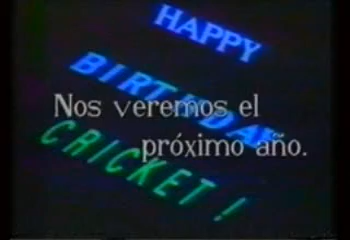 HAPPY
BIRTHDAY
Nos veremos el
próximo año.
CRICKET!